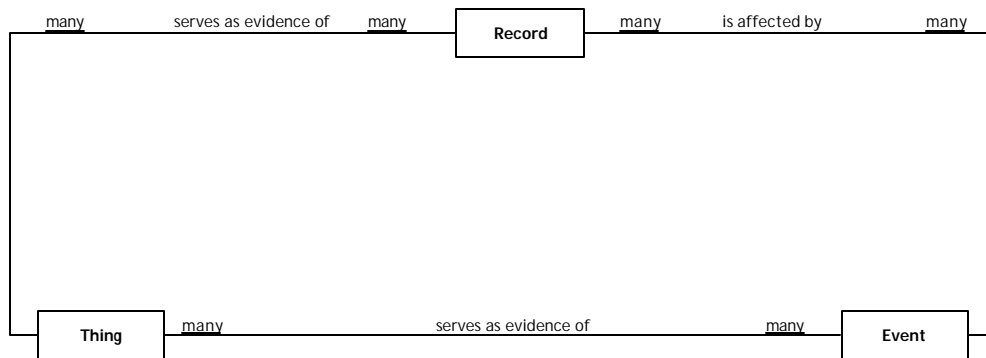 many serves as evidence of many Record many is affected by many
Thing many serves as evidence of many Event